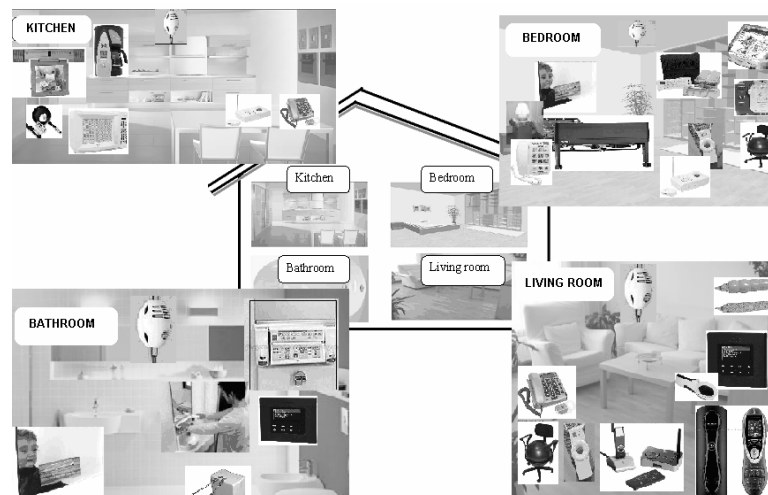 KITCHEN
BEDROOM
Kitchen
Bedroom
Bathroom
Living room
BATHROOM
LIVING ROOM